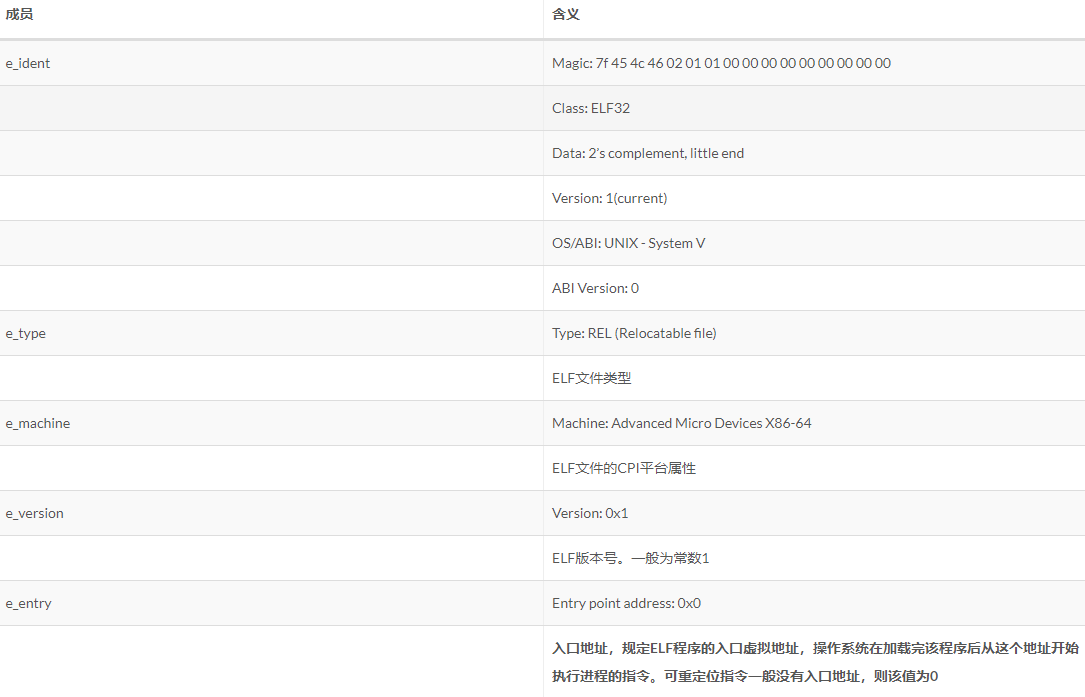 成员 含义
e_ident Magic: 7f 45 4c 46 02 01 01 00 00 00 00 00 00 00 00 00
Class: ELF32
Data: 2’s complement, little end
Version: 1(current)
OS/ABI: UNIX - System V
ABI Version: 0
e_type Type: REL (Relocatable file)
ELF文件类型
e_machine Machine: Advanced Micro Devices X86-64
ELF文件的CPI平台属性
e_version Version: 0x1
ELF版本号。一般为常数1
e_entry Entry point address: 0x0
入口地址，规定ELF程序的入口虚拟地址，操作系统在加载完该程序后从这个地址开始
执行进程的指令。可重定位指令一般没有入口地址，则该值为0